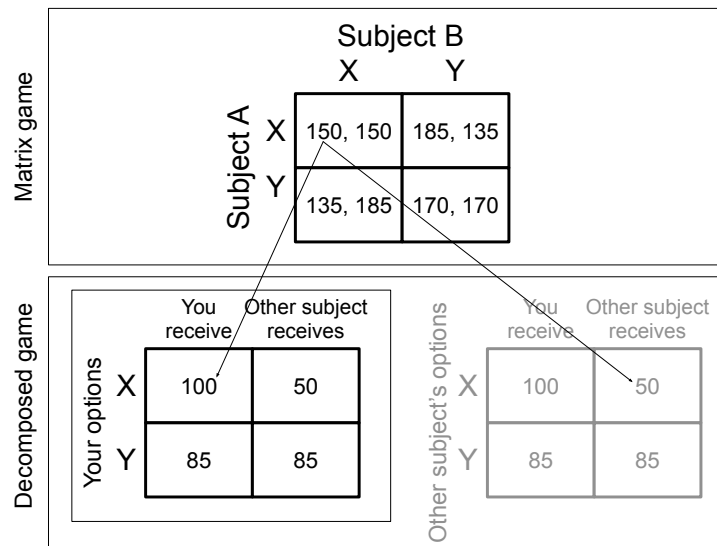 Matrix game
Subject B
X Y
Subject A
X 150, 150 185, 135
Y 135, 185 170, 170
Decomposed game
Your options
You receive
Other subject receives
X 100 50
Y 85 85
Other subject's options
You receive
Other subject receives
X 100 50
Y 85 85